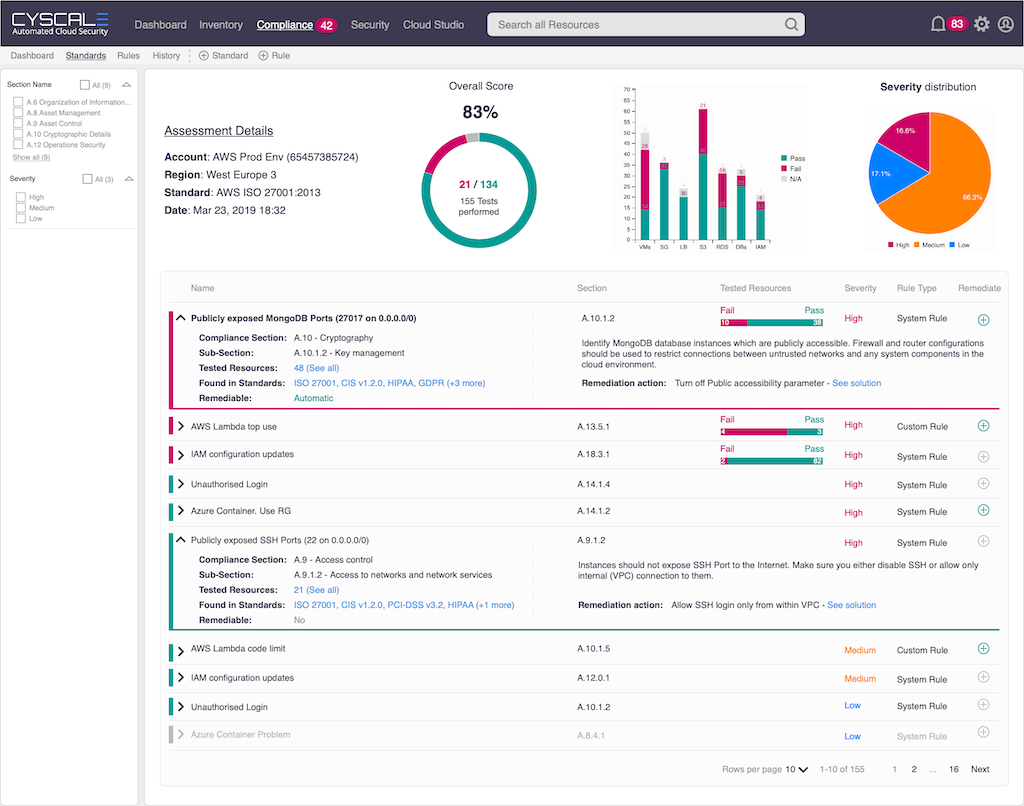 CYSCALE
Automated Cloud Security
Dashboard Inventory Compliance 42 Security Cloud Studio
Search all Resources
83
Dashboard Standards Rules History Standard Rule
Section Name All (9)
A.6 Organization of Information...
A.8 Asset Management
A.9 Asset Control
A.10 Cryptographic Details
A.12 Operations Security
Show all (9)
Severity All (3)
High
Medium
Low
Assessment Details
Account: AWS Prod Env (65457385724)
Region: West Europe 3
Standard: AWS ISO 27001:2013
Date: Mar 23, 2019 18:32
Overall Score
83%
21 / 134
155 Tests
performed
70
65
60
55
50
45
40
35
30
25
20
15
10
5
0
28
21
VMs SG LB S3 RDS DBs IAM
Pass
Fail
N/A
Severity distribution
16.6%
17.1%
66.3%
High Medium Low
Name Section Tested Resources Severity Rule Type Remediate
Publicly exposed MongoDB Ports (27017 on 0.0.0.0/0) A.10.1.2 Fail Pass High System Rule
10 38
Compliance Section: A.10 - Cryptography
Sub-Section: A.10.1.2 - Key management
Tested Resources: 48 (See all)
Found in Standards: ISO 27001, CIS v1.2.0, HIPAA, GDPR (+3 more)
Remediable: Automatic
Identify MongoDB database instances which are publicly accessible. Firewall and router configurations
should be used to restrict connections between untrusted networks and any system components in the
cloud environment.
Remediation action: Turn off Public accessibility parameter - See solution
AWS Lambda top use A.13.5.1 Fail Pass High Custom Rule
4 3
IAM configuration updates A.18.3.1 Fail Pass High System Rule
2 82
Unauthorised Login A.14.1.4 High System Rule
Azure Container. Use RG A.14.1.2 High System Rule
Publicly exposed SSH Ports (22 on 0.0.0.0/0) A.9.1.2 High System Rule
Compliance Section: A.9 - Access control
Sub-Section: A.9.1.2 - Access to networks and network services
Tested Resources: 21 (See all)
Found in Standards: ISO 27001, CIS v1.2.0, PCI-DSS v3.2, HIPAA (+1 more)
Remediable: No
Instances should not expose SSH Port to the Internet. Make sure you either disable SSH or allow only
internal (VPC) connection to them.
Remediation action: Allow SSH login only from within VPC - See solution
AWS Lambda code limit A.10.1.5 Medium Custom Rule
IAM configuration updates A.12.0.1 Medium System Rule
Unauthorised Login A.10.1.2 Low System Rule
Azure Container Problem A.8.4.1 Low System Rule
Rows per page 10 1-10 of 155 1 2 ... 16 Next